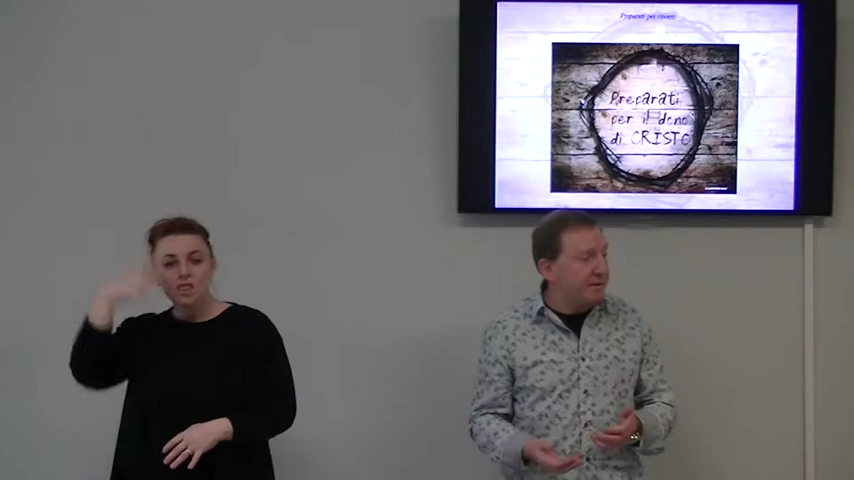 Preparati per ricevere
Preparati
per il dono
di CRISTO